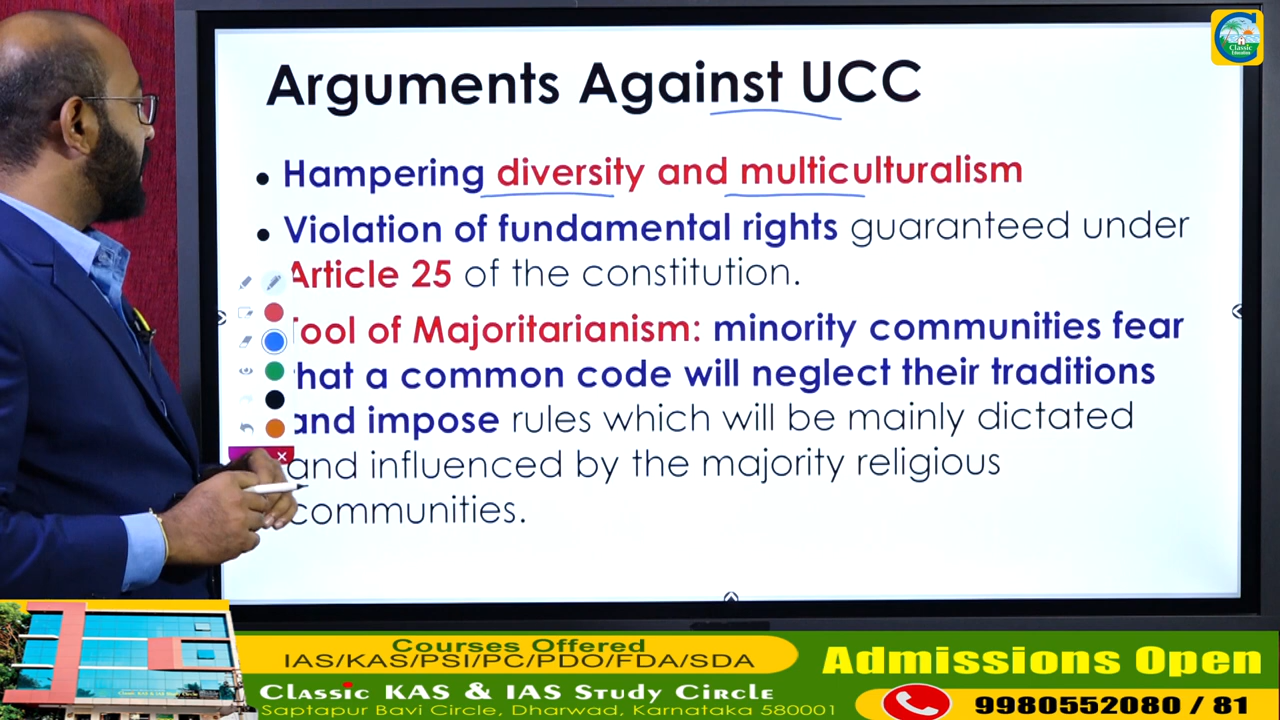 Classic
Education
Arguments Against UCC
• Hampering diversity and multiculturalism
• Violation of fundamental rights guaranteed under
Article 25 of the constitution.
Tool of Majoritarianism: minority communities fear
that a common code will neglect their traditions
and impose rules which will be mainly dictated
and influenced by the majority religious
communities.
Courses Offered
IAS/KAS/PSI/PC/PDO/FDA/SDA
Classic KAS & IAS Study Circle
Saptapur Bavi Circle, Dharwad, Karnataka 580001
Admissions Open
9980552080 / 81